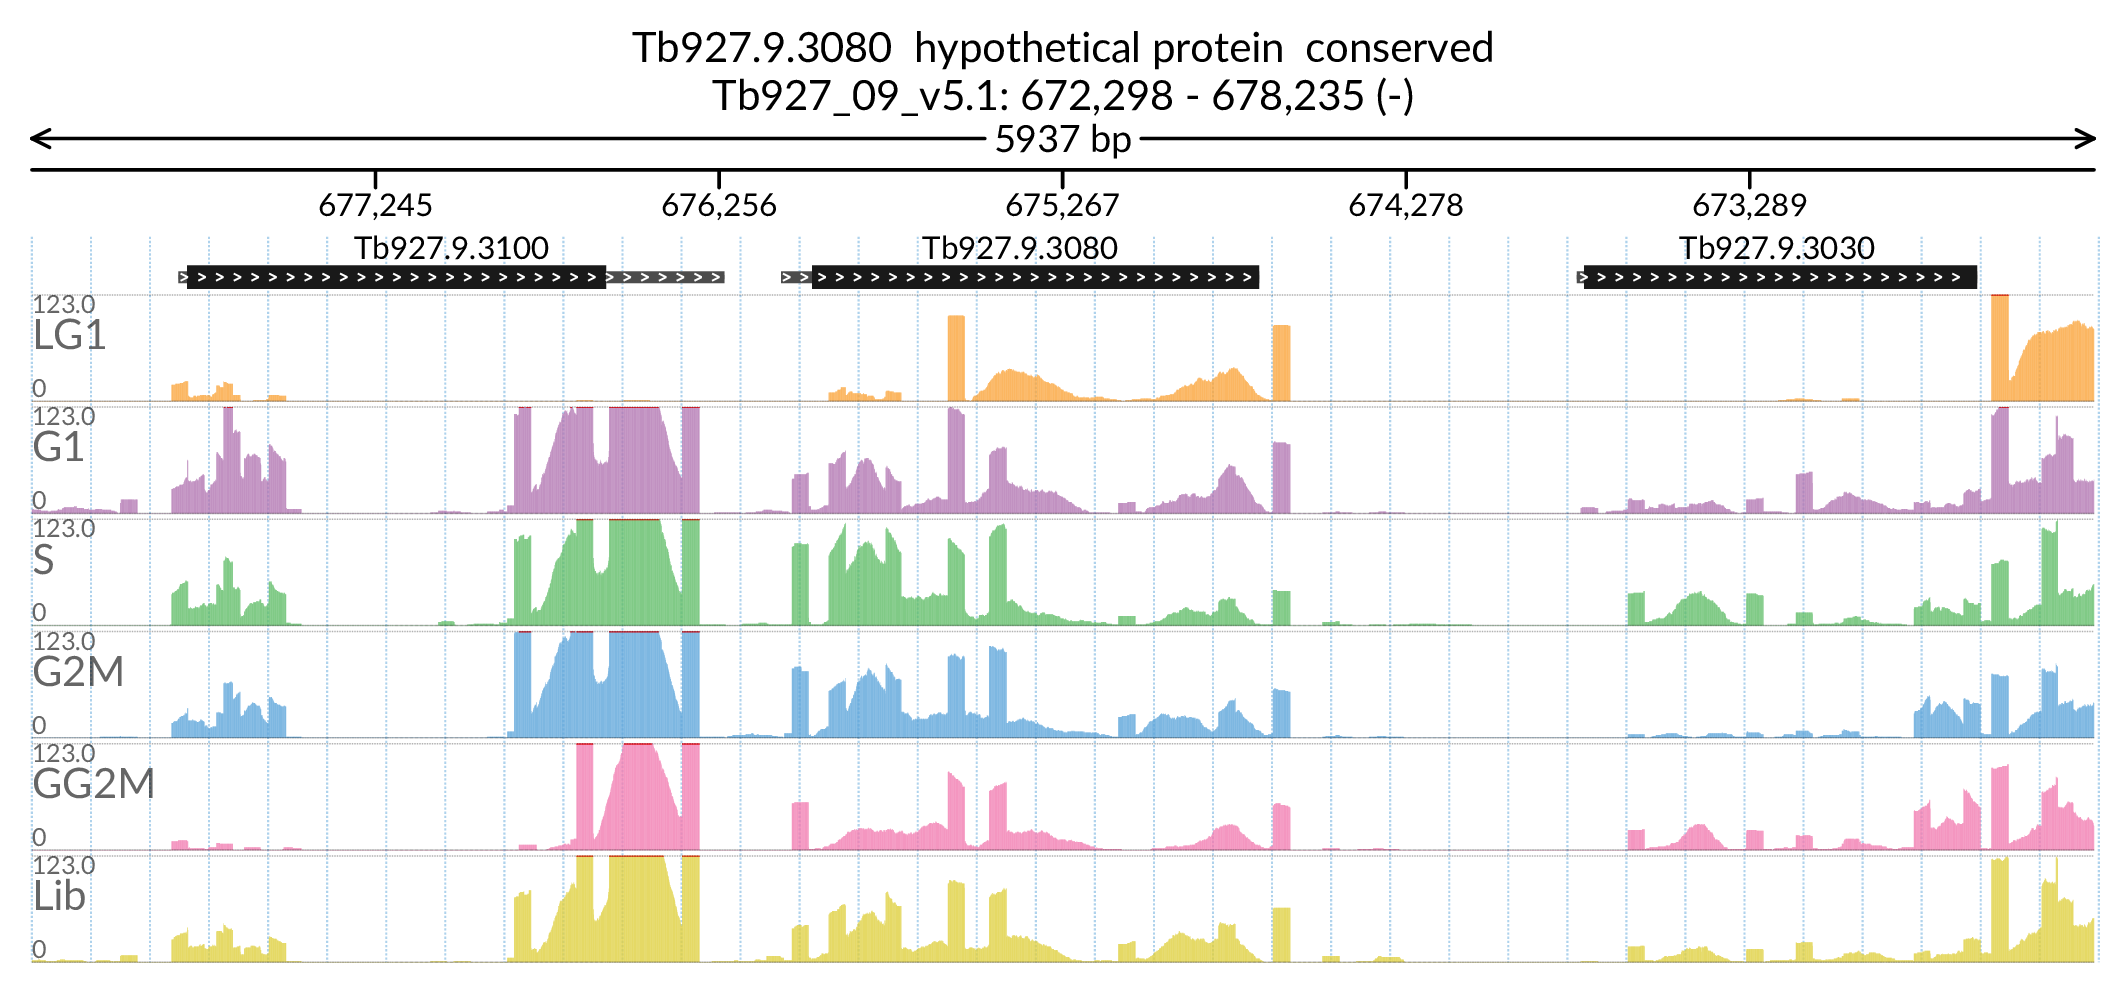 Tb927.9.3080 hypothetical protein conserved
Tb927_09_v5.1: 672,298 - 678,235 (-)
5937 bp
677,245 676,256 675,267 674,278 673,289
Tb927.9.3100 Tb927.9.3080 Tb927.9.3030
123.0
LG1
0
123.0
G1
0
123.0
S
0
123.0
G2M
0
123.0
GG2M
0
123.0
Lib
0